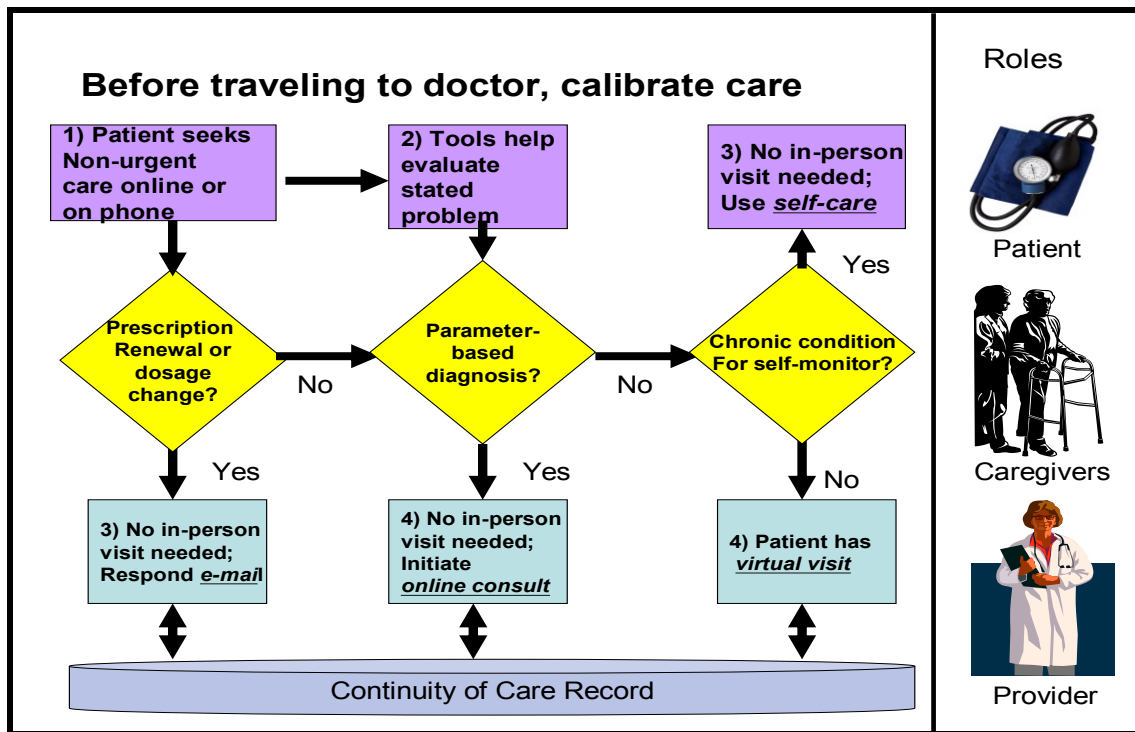 Before traveling to doctor, calibrate care
1) Patient seeks
Non-urgent
care online or
on phone
2) Tools help
evaluate
stated
problem
3) No in-person
visit needed;
Use self-care
Yes
Prescription
Renewal or
dosage
change?
No
Parameter-
based
diagnosis?
No
Chronic condition
For self-monitor?
Yes
Yes
No
3) No in-person
visit needed;
Respond e-mail
4) No in-person
visit needed;
Initiate
online consult
4) Patient has
virtual visit
Continuity of Care Record
Roles
Patient
Caregivers
Provider